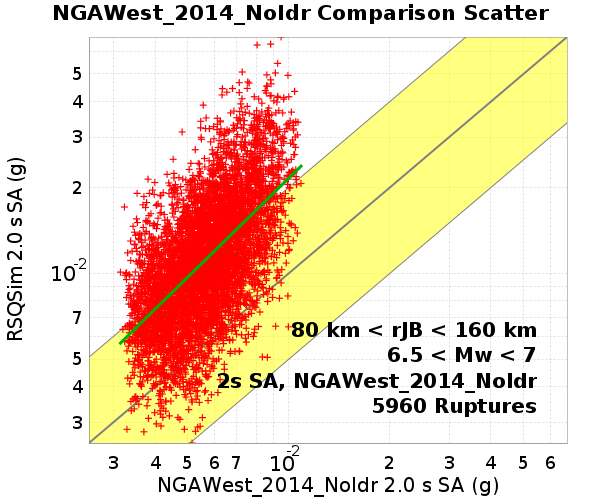 NGAWest_2014_NoIdr Comparison Scatter
RSQSim 2.0 s SA (g)
5
4
3
2
10-2
7
5
4
3
80 km < rJB < 160 km
6.5 < Mw < 7
2s SA, NGAWest_2014_NoIdr
5960 Ruptures
3 4 5 6 7 10-2 2 3 4 5 6
NGAWest_2014_NoIdr 2.0 s SA (g)